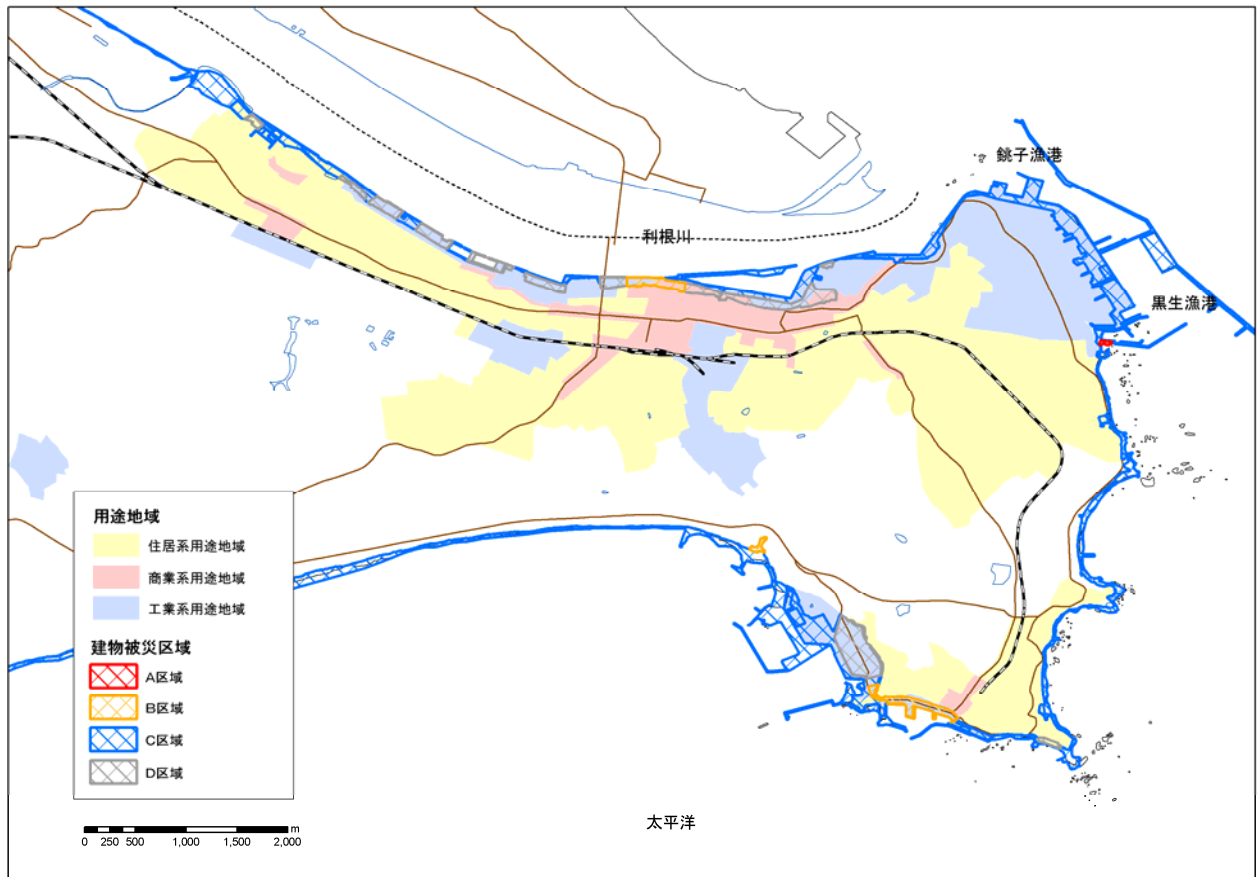 銚子漁港
利根川
黒生漁港
用途地域
住居系用途地域
商業系用途地域
工業系用途地域
建物被災区域
A区域
B区域
C区域
D区域
m
0 250 500 1,000 1,500 2,000
太平洋